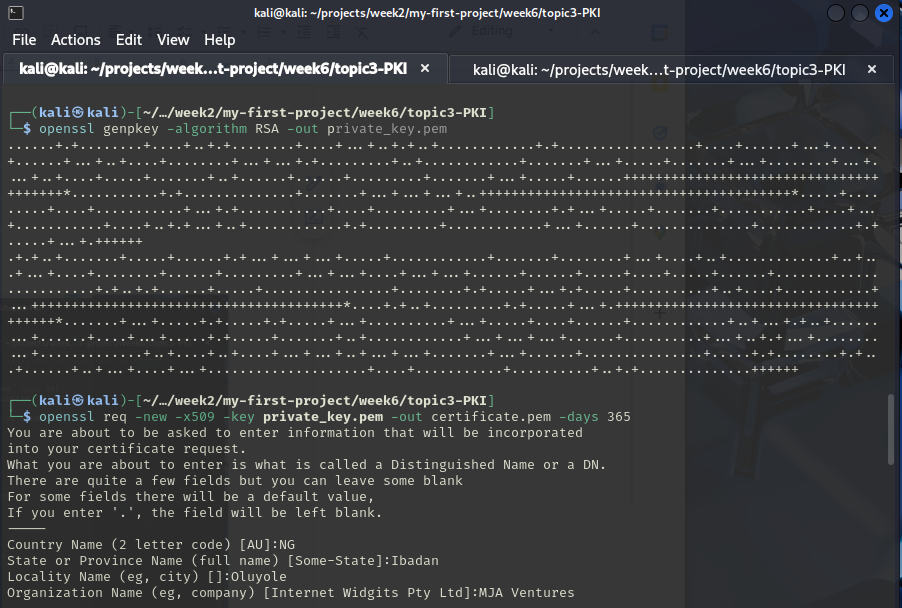 kali@kali: ~/projects/week2/my-first-project/week6/topic3-PKI
Editing
File Actions Edit View Help
kali@kali: ~/projects/week...t-project/week6/topic3-PKI × kali@kali: ~/projects/week...t-project/week6/topic3-PKI ×
┌──(kali㉿kali)-[~/…/week2/my-first-project/week6/topic3-PKI]
└─$ openssl genpkey -algorithm RSA -out private_key.pem
┌──(kali㉿kali)-[~/…/week2/my-first-project/week6/topic3-PKI]
└─$ openssl req -new -x509 -key private_key.pem -out certificate.pem -days 365
You are about to be asked to enter information that will be incorporated
into your certificate request.
What you are about to enter is what is called a Distinguished Name or a DN.
There are quite a few fields but you can leave some blank
For some fields there will be a default value,
If you enter '.', the field will be left blank.
-----
Country Name (2 letter code) [AU]:NG
State or Province Name (full name) [Some-State]:Ibadan
Locality Name (eg, city) []:Oluyole
Organization Name (eg, company) [Internet Widgits Pty Ltd]:MJA Ventures